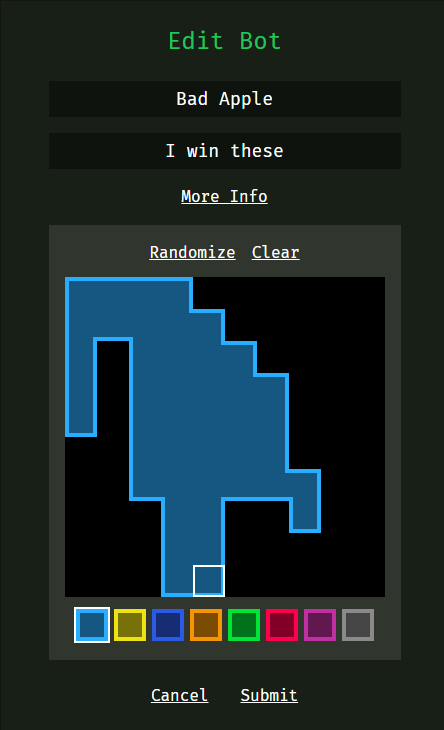 Edit Bot
Bad Apple
I win these
More Info
Randomize Clear
Cancel Submit